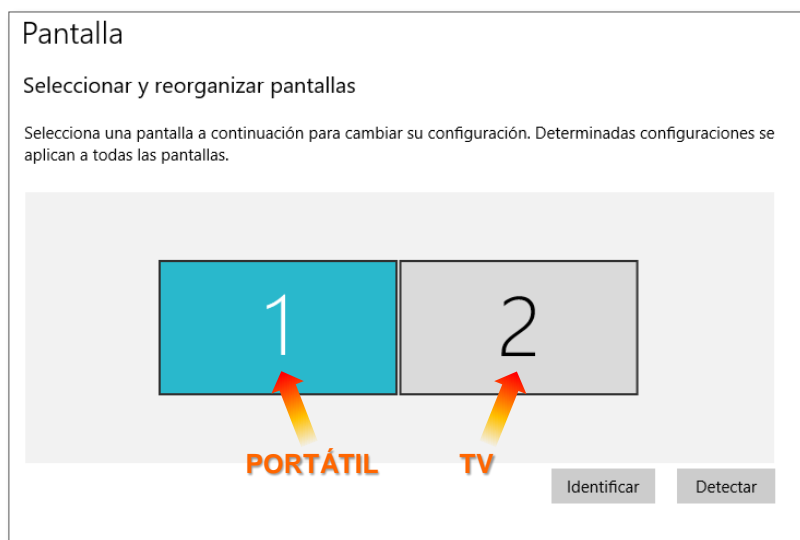 Pantalla
Seleccionar y reorganizar pantallas
Selecciona una pantalla a continuación para cambiar su configuración. Determinadas configuraciones se
aplican a todas las pantallas.
1 2
PORTÁTIL TV
Identificar Detectar